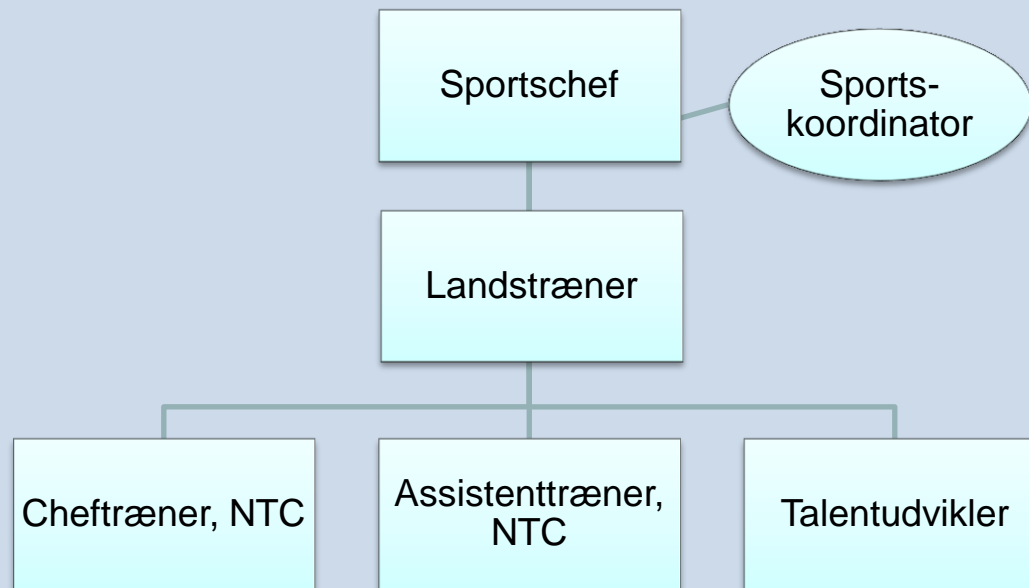 Sportschef
Sports-
koordinator
Landstræner
Cheftræner, NTC
Assistenttræner,
NTC
Talentudvikler